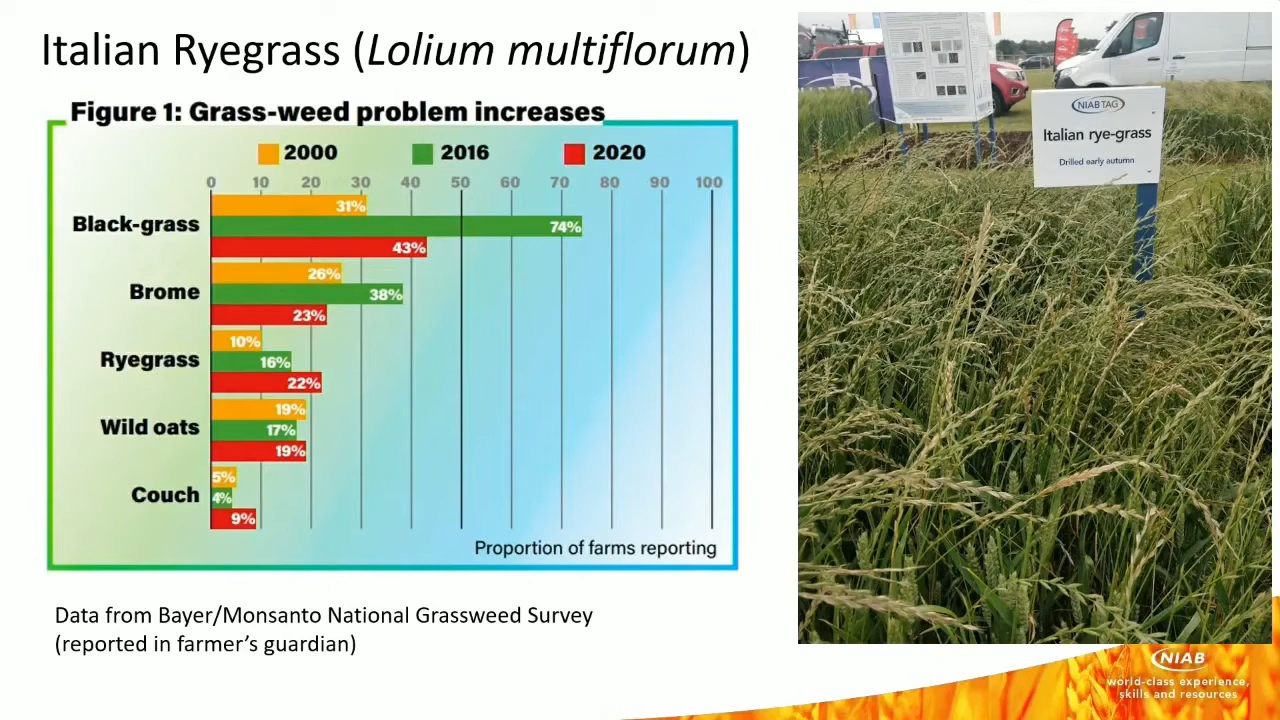 Italian Ryegrass (Lolium multiflorum)
Figure 1: Grass-weed problem increases
2000 2016 2020
0 10 20 30 40 50 60 70 80 90 100
Black-grass
31%
74%
43%
Brome
26%
38%
23%
Ryegrass
10%
16%
22%
Wild oats
19%
17%
19%
Couch
5%
4%
9%
Proportion of farms reporting
Data from Bayer/Monsanto National Grassweed Survey
(reported in farmer’s guardian)
NIAB TAG
Italian rye-grass
Drilled early autumn
NIAB
world-class experience,
skills and resources